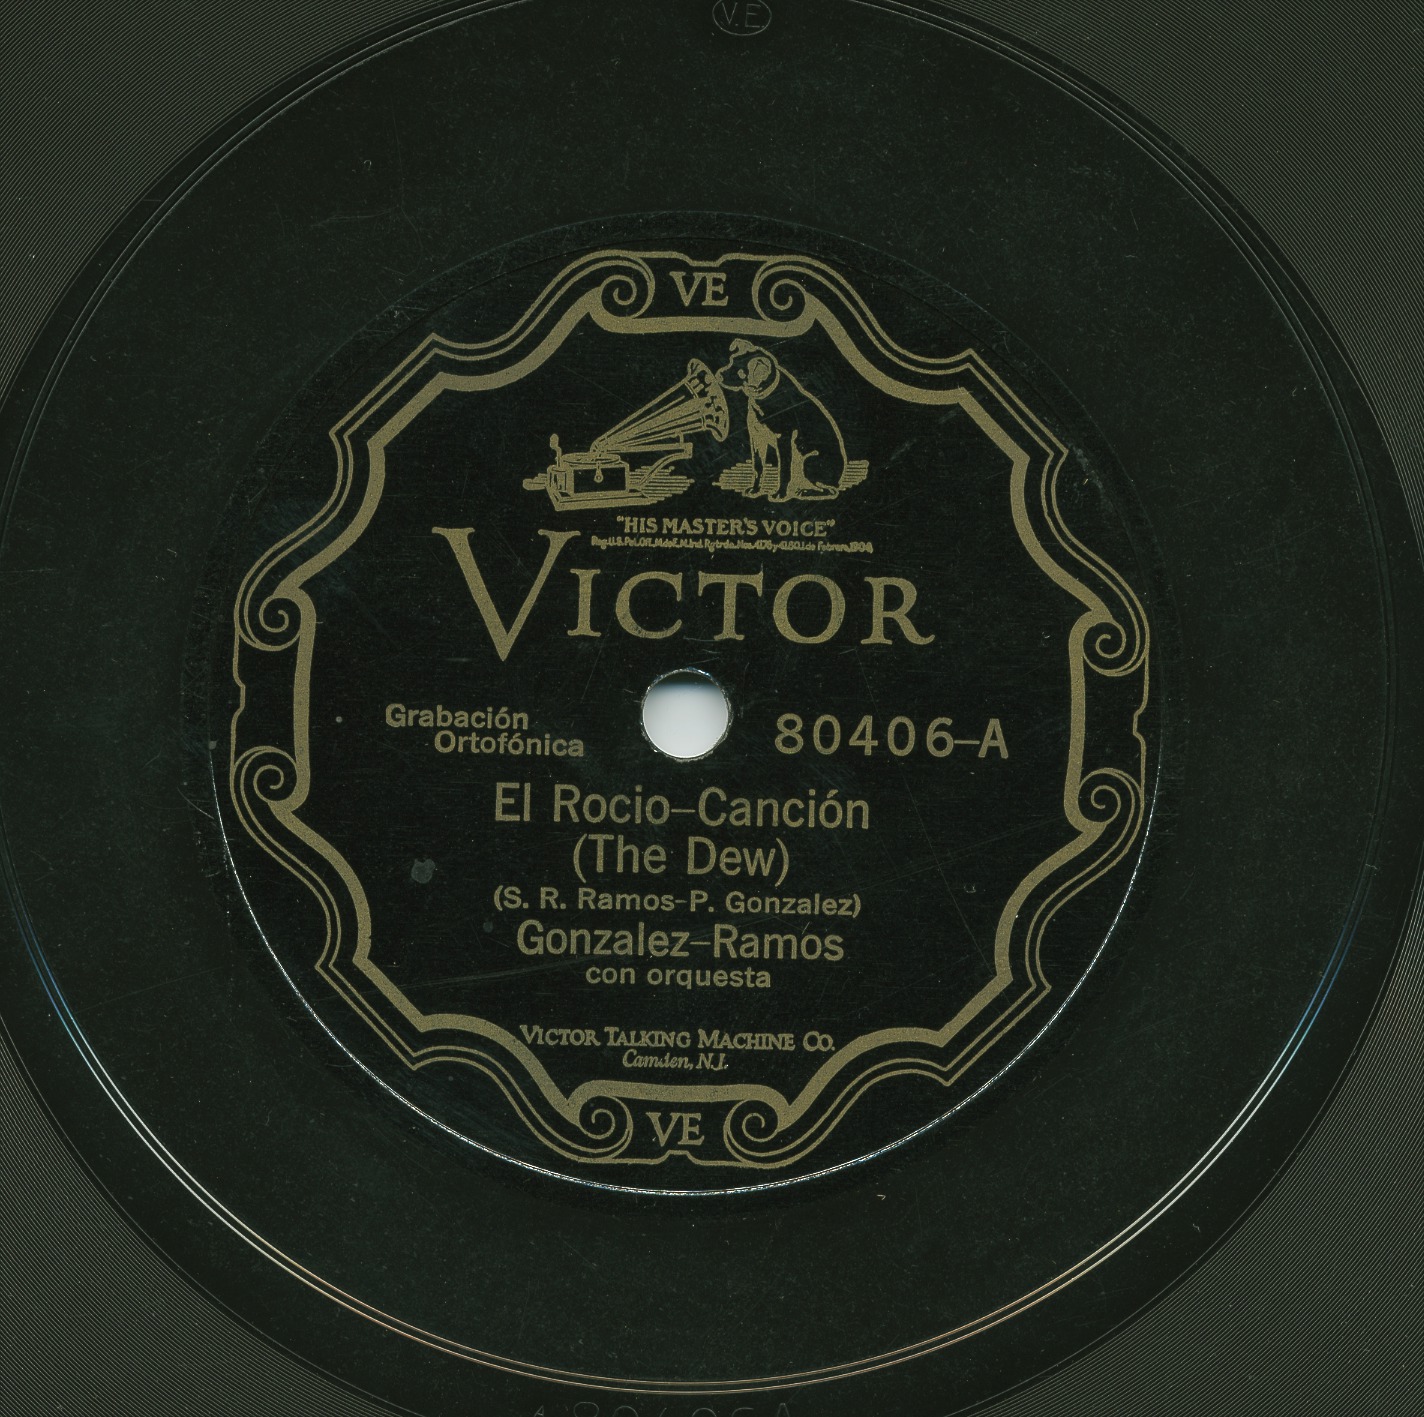 V.E.
VE
"HIS MASTER'S VOICE"
VICTOR
Grabación
Ortofónica
80406-A
El Rocio-Canción
(The Dew)
(S. R. Ramos-P. Gonzalez)
Gonzalez-Ramos
con orquesta
VICTOR TALKING MACHINE CO.
Camden, N.J.
VE